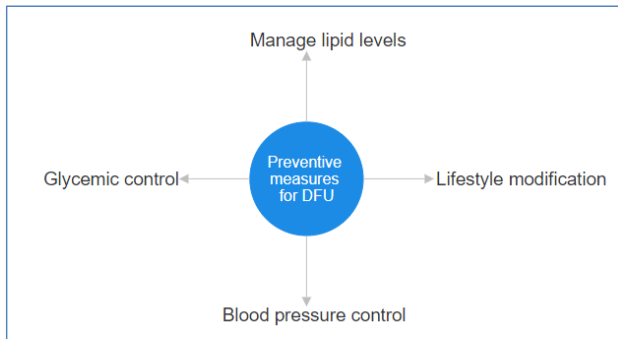 Manage lipid levels
Glycemic control
Preventive
measures
for DFU
Lifestyle modification
Blood pressure control